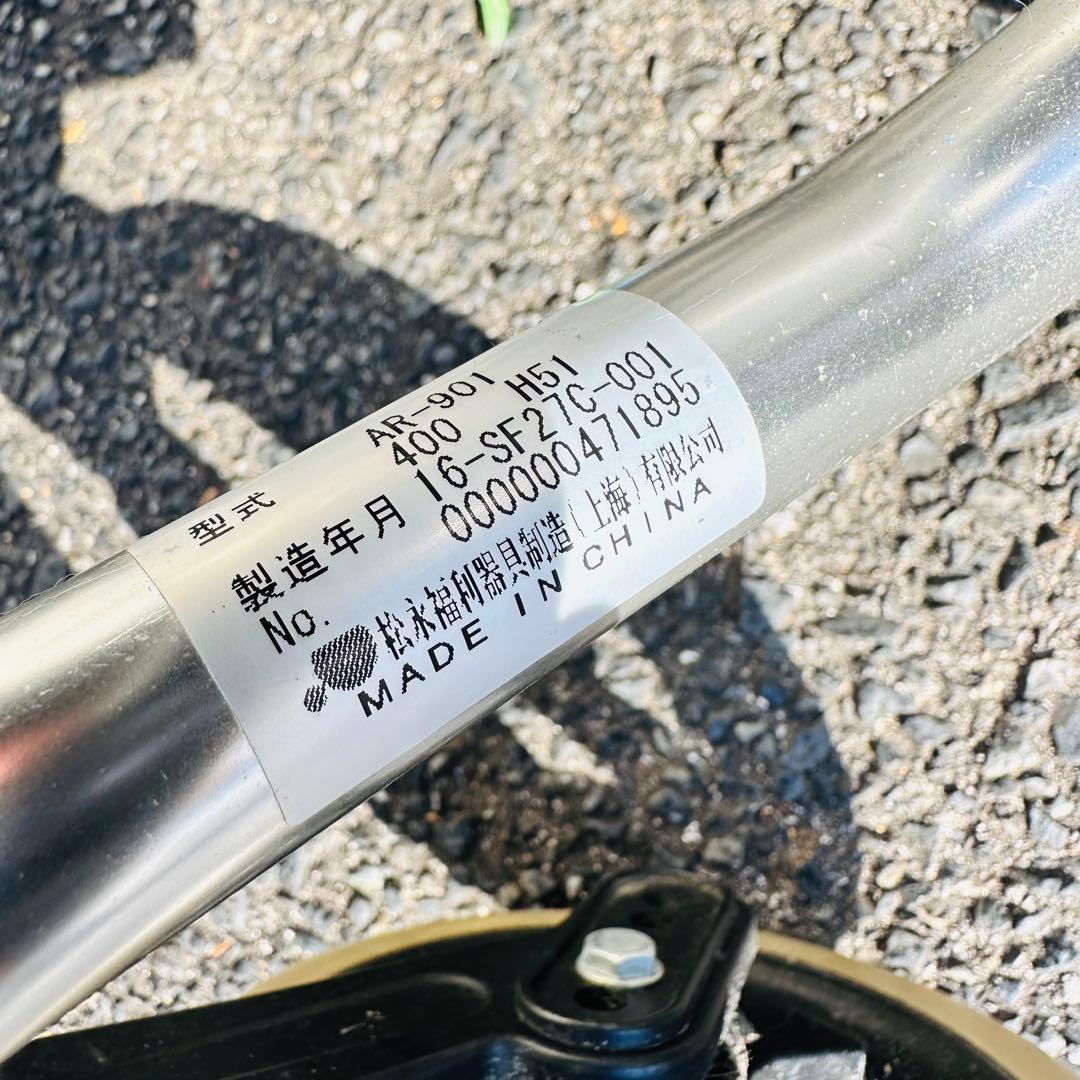 型式 AR-901
400 H51
製造年月 16-SF27C-001
No. 000000471895
松永福利器具制造(上海)有限公司
MADE IN CHINA